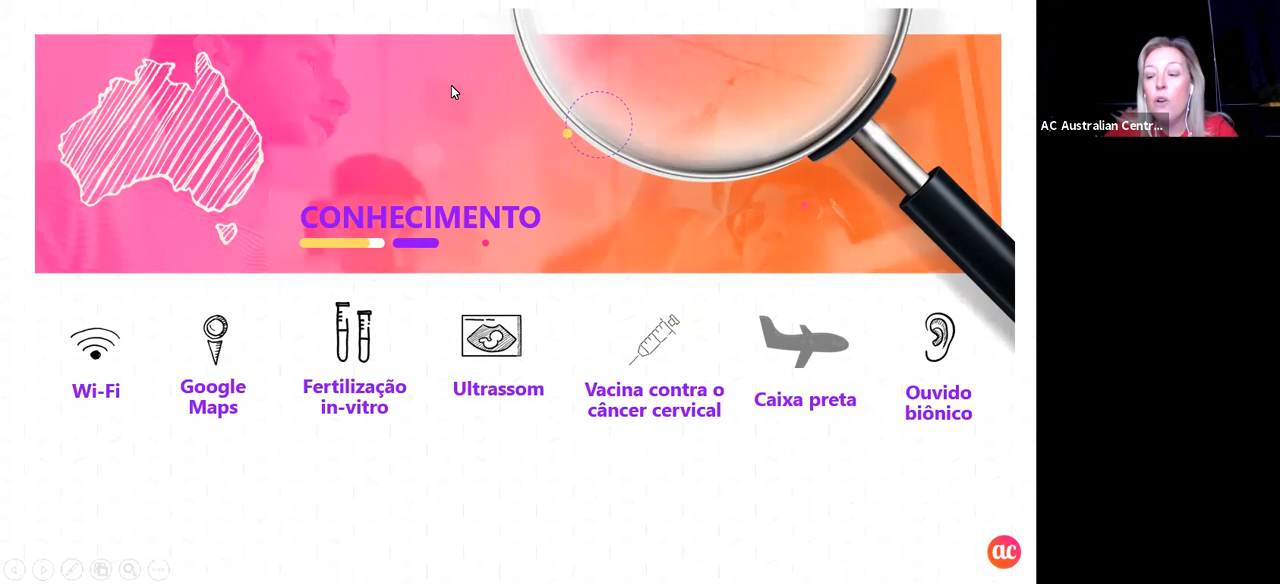 CONHECIMENTO
Wi-Fi
Google
Maps
Fertilização
in-vitro
Ultrassom
Vacina contra o
câncer cervical
Caixa preta
Ouvido
biônico
ac
AC Australian Centr...